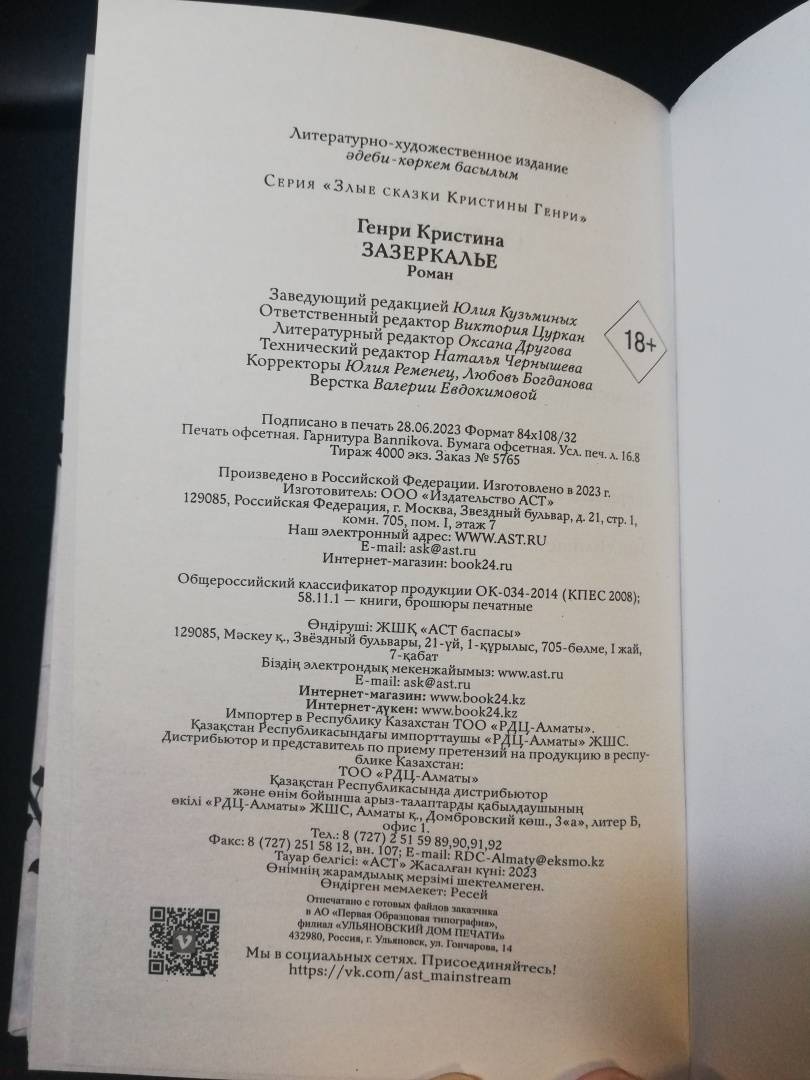 Литературно-художественное издание
әдеби-көркем басылым
Серия «Злые сказки Кристины Генри»
Генри Кристина
ЗАЗЕРКАЛЬЕ
Роман
Заведующий редакцией Юлия Кузьминых
Ответственный редактор Виктория Цуркан
Литературный редактор Оксана Другова
Технический редактор Наталья Чернышева
Корректоры Юлия Ременец, Любовь Богданова
Верстка Валерии Евдокимовой
18+
Подписано в печать 28.06.2023 Формат 84x108/32
Печать офсетная. Гарнитура Bannikova. Бумага офсетная. Усл. печ. л. 16.8
Тираж 4000 экз. Заказ № 5765
Произведено в Российской Федерации. Изготовлено в 2023 г.
Изготовитель: ООО «Издательство АСТ»
129085, Российская Федерация, г. Москва, Звездный бульвар, д. 21, стр. 1,
комн. 705, пом. I, этаж 7
Наш электронный адрес: WWW.AST.RU
E-mail: ask@ast.ru
Интернет-магазин: book24.ru
Общероссийский классификатор продукции ОК-034-2014 (КПЕС 2008);
58.11.1 — книги, брошюры печатные
Өндіруші: ЖШҚ «АСТ баспасы»
129085, Мәскеу қ., Звёздный бульвары, 21-үй, 1-құрылыс, 705-бөлме, I жай,
7-қабат
Біздің электрондық мекенжайымыз: www.ast.ru
E-mail: ask@ast.ru
Интернет-магазин: www.book24.kz
Интернет-дүкен: www.book24.kz
Импортер в Республику Казахстан ТОО «РДЦ-Алматы».
Қазақстан Республикасындағы импорттаушы «РДЦ-Алматы» ЖШС.
Дистрибьютор и представитель по приему претензий на продукцию в респу-
блике Казахстан:
ТОО «РДЦ-Алматы»
Қазақстан Республикасында дистрибьютор
және өнім бойынша арыз-талаптарды қабылдаушының
өкілі «РДЦ-Алматы» ЖШС, Алматы қ., Домбровский көш., 3«а», литер Б,
офис 1.
Тел.: 8 (727) 2 51 59 89,90,91,92
Факс: 8 (727) 251 58 12, вн. 107; E-mail: RDC-Almaty@eksmo.kz
Тауар белгісі: «АСТ» Жасалған күні: 2023
Өнімнің жарамдылық мерзімі шектелмеген.
Өндірген мемлекет: Ресей
Отпечатано с готовых файлов заказчика
в АО «Первая Образцовая типография»,
филиал «УЛЬЯНОВСКИЙ ДОМ ПЕЧАТИ»
432980, Россия, г. Ульяновск, ул. Гончарова, 14
Мы в социальных сетях. Присоединяйтесь!
https://vk.com/ast_mainstream